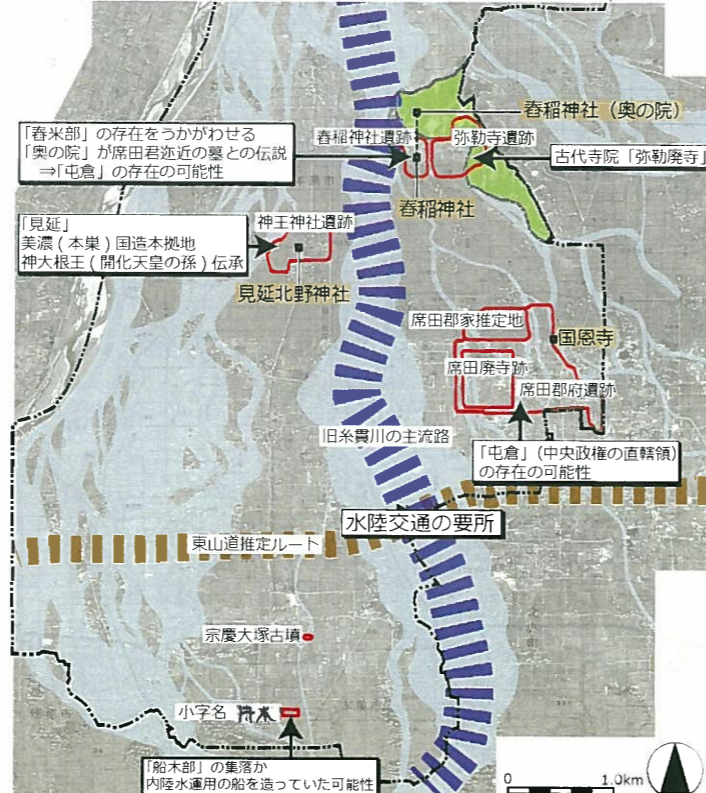 舂稲神社（奥の院）
「舂米部」の存在をうかがわせる
「奥の院」が席田君迩近の墓との伝説
⇒「屯倉」の存在の可能性
舂稲神社遺跡
弥勒寺遺跡
古代寺院「弥勒廃寺」
舂稲神社
「見延」
美濃（本巣）国造本拠地
神大根王（開化天皇の孫）伝承
神王神社遺跡
見延北野神社
席田郡家推定地
国恩寺
席田廃寺跡
席田郡府遺跡
旧糸貫川の主流路
「屯倉」（中央政権の直轄領）
の存在の可能性
水陸交通の要所
東山道推定ルート
宗慶大塚古墳
小字名 舟木
「船木部」の集落か
内陸水運用の船を造っていた可能性
0 1.0km